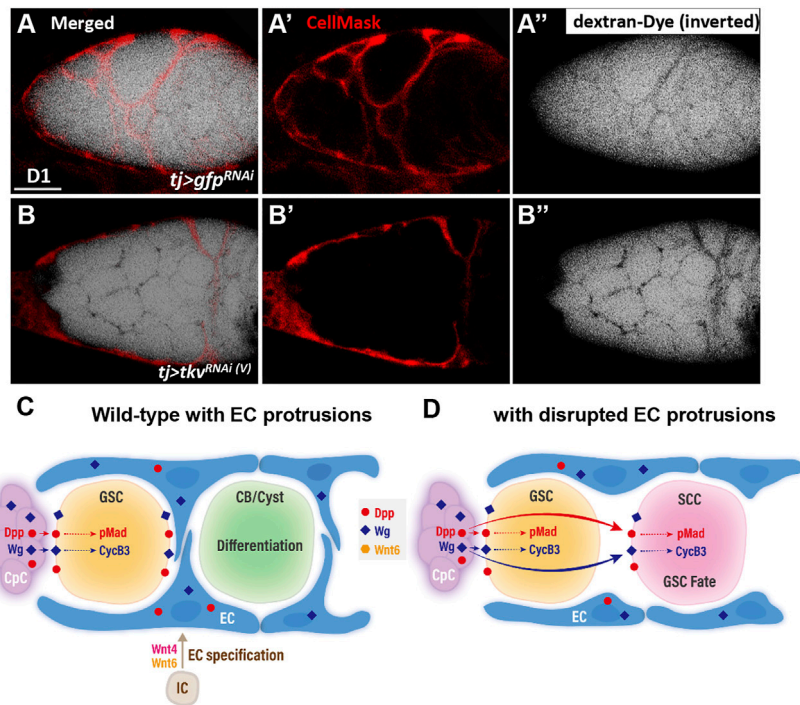 A Merged
D1
tj>gfpRNAi
A' CellMask
A" dextran-Dye (inverted)
B
tj>tkvRNAi (V)
B'
B"
C Wild-type with EC protrusions
GSC
CB/Cyst
Differentiation
Dpp
pMad
Wg
CycB3
CpC
EC
Wnt4
Wnt6
EC specification
IC
Dpp
Wg
Wnt6
D with disrupted EC protrusions
GSC
SCC
Dpp
pMad
pMad
Wg
CycB3
CycB3
CpC
GSC Fate
EC